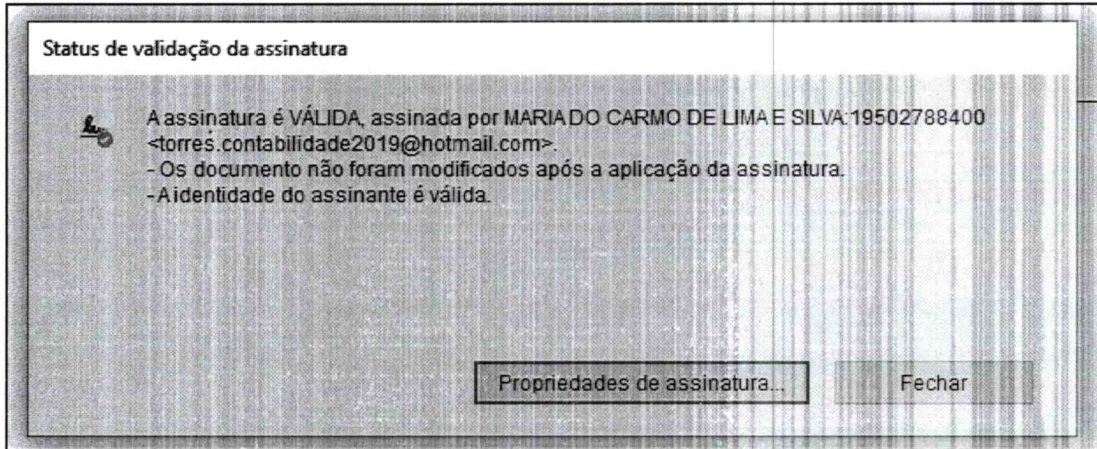 Status de validação da assinatura
A assinatura é VÁLIDA, assinada por MARIA DO CARMO DE LIMA E SILVA:19502788400
<torres.contabilidade2019@hotmail.com>.
- Os documento não foram modificados após a aplicação da assinatura.
- A identidade do assinante é válida.
Propriedades de assinatura...
Fechar